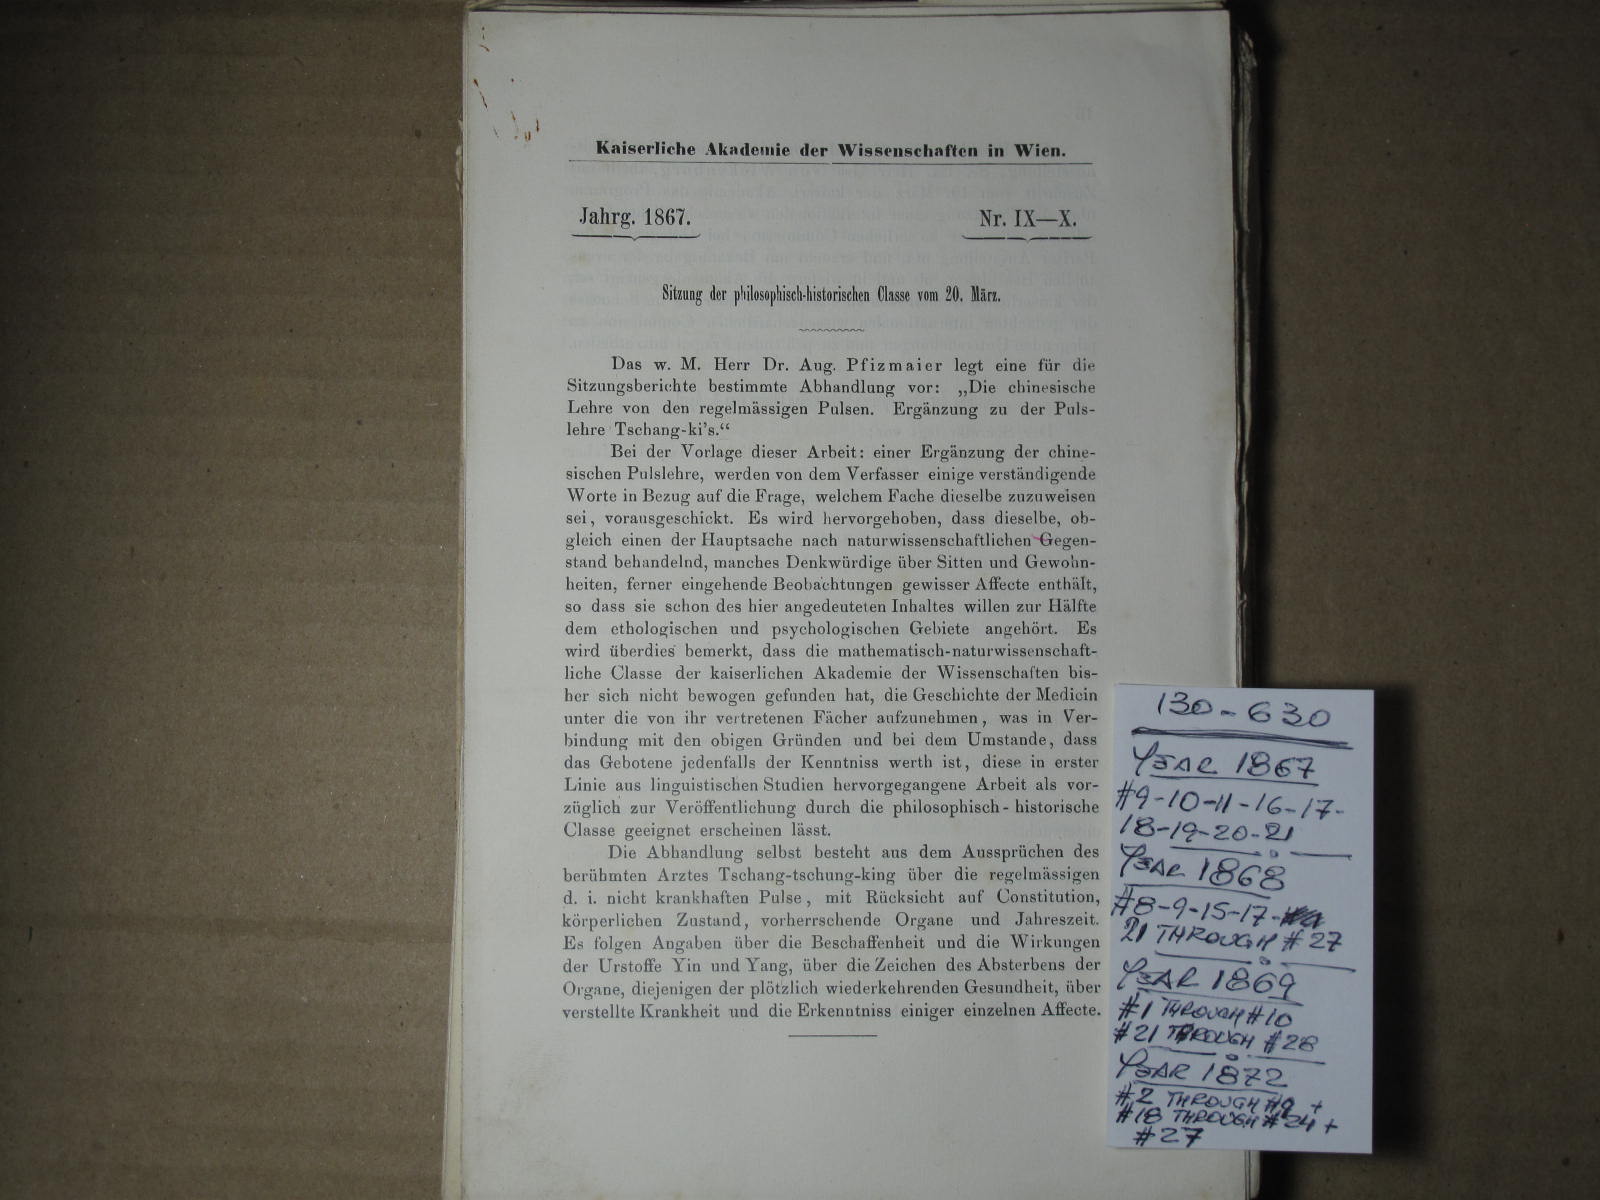 Kaiserliche Akademie der Wissenschaften in Wien.
Jahrg. 1867. Nr. IX—X.
Sitzung der philosophisch-historischen Classe vom 20. März.
Das w. M. Herr Dr. Aug. Pfizmaier legt eine für die
Sitzungsberichte bestimmte Abhandlung vor: „Die chinesische
Lehre von den regelmässigen Pulsen. Ergänzung zu der Puls-
lehre Tschang-ki's.“
Bei der Vorlage dieser Arbeit: einer Ergänzung der chine-
sischen Pulslehre, werden von dem Verfasser einige verständigende
Worte in Bezug auf die Frage, welchem Fache dieselbe zuzuweisen
sei, vorausgeschickt. Es wird hervorgehoben, dass dieselbe, ob-
gleich einen der Hauptsache nach naturwissenschaftlichen Gegen-
stand behandelnd, manches Denkwürdige über Sitten und Gewohn-
heiten, ferner eingehende Beobachtungen gewisser Affecte enthält,
so dass sie schon des hier angedeuteten Inhaltes willen zur Hälfte
dem ethologischen und psychologischen Gebiete angehört. Es
wird überdies bemerkt, dass die mathematisch-naturwissenschaft-
liche Classe der kaiserlichen Akademie der Wissenschaften bis-
her sich nicht bewogen gefunden hat, die Geschichte der Medicin
unter die von ihr vertretenen Fächer aufzunehmen, was in Ver-
bindung mit den obigen Gründen und bei dem Umstande, dass
das Gebotene jedenfalls der Kenntniss werth ist, diese in erster
Linie aus linguistischen Studien hervorgegangene Arbeit als vor-
züglich zur Veröffentlichung durch die philosophisch-historische
Classe geeignet erscheinen lässt.
Die Abhandlung selbst besteht aus dem Aussprüchen des
berühmten Arztes Tschang-tschung-king über die regelmässigen
d. i. nicht krankhaften Pulse, mit Rücksicht auf Constitution,
körperlichen Zustand, vorherrschende Organe und Jahreszeit.
Es folgen Angaben über die Beschaffenheit und die Wirkungen
der Urstoffe Yin und Yang, über die Zeichen des Absterbens der
Organe, diejenigen der plötzlich wiederkehrenden Gesundheit, über
verstellte Krankheit und die Erkenntniss einiger einzelnen Affecte.
130-630
YEAR 1867
#9-10-11-16-17-
18-19-20-21
YEAR 1868
#8-9-15-17-
21 THROUGH #27
YEAR 1869
#1 THROUGH #10
#21 THROUGH #28
YEAR 1872
#2 THROUGH #9 +
#18 THROUGH #24 +
#27